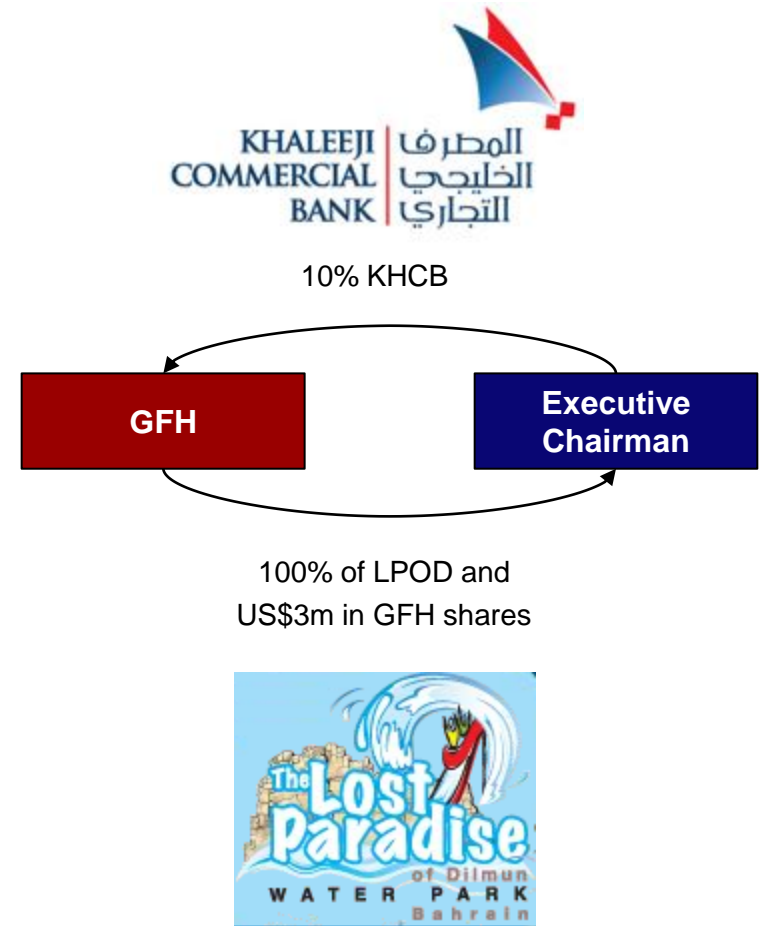 KHALEEJI
COMMERCIAL
BANK
المصرف
الخليجي
التجاري
10% KHCB
GFH
Executive
Chairman
100% of LPOD and
US$3m in GFH shares
The Lost
Paradise
of Dilmun
WATER PARK
Bahrain